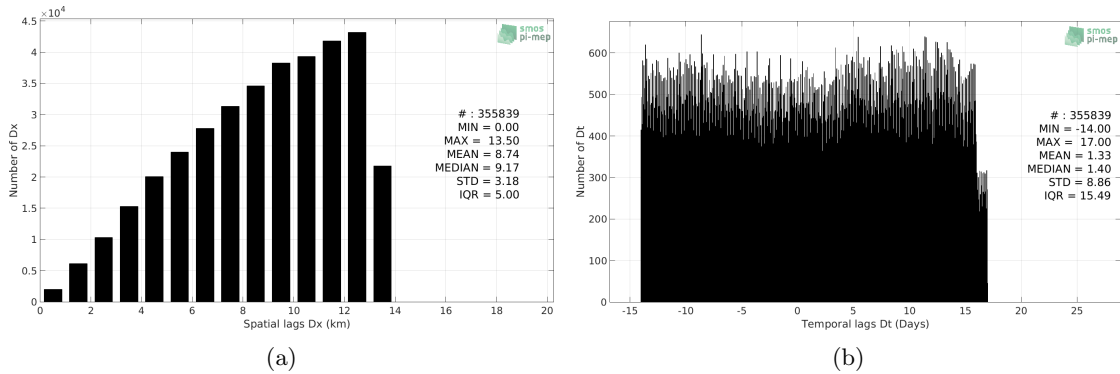 ×10⁴
4.5
4
3.5
3
2.5
2
1.5
1
0.5
0
Number of Dx
0 2 4 6 8 10 12 14 16 18 20
Spatial lags Dx (km)
smos
pi-mep
# : 355839
MIN = 0.00
MAX = 13.50
MEAN = 8.74
MEDIAN = 9.17
STD = 3.18
IQR = 5.00
(a)
600
500
400
300
200
100
0
Number of Dt
-15 -10 -5 0 5 10 15 20 25
Temporal lags Dt (Days)
smos
pi-mep
# : 355839
MIN = -14.00
MAX = 17.00
MEAN = 1.33
MEDIAN = 1.40
STD = 8.86
IQR = 15.49
(b)